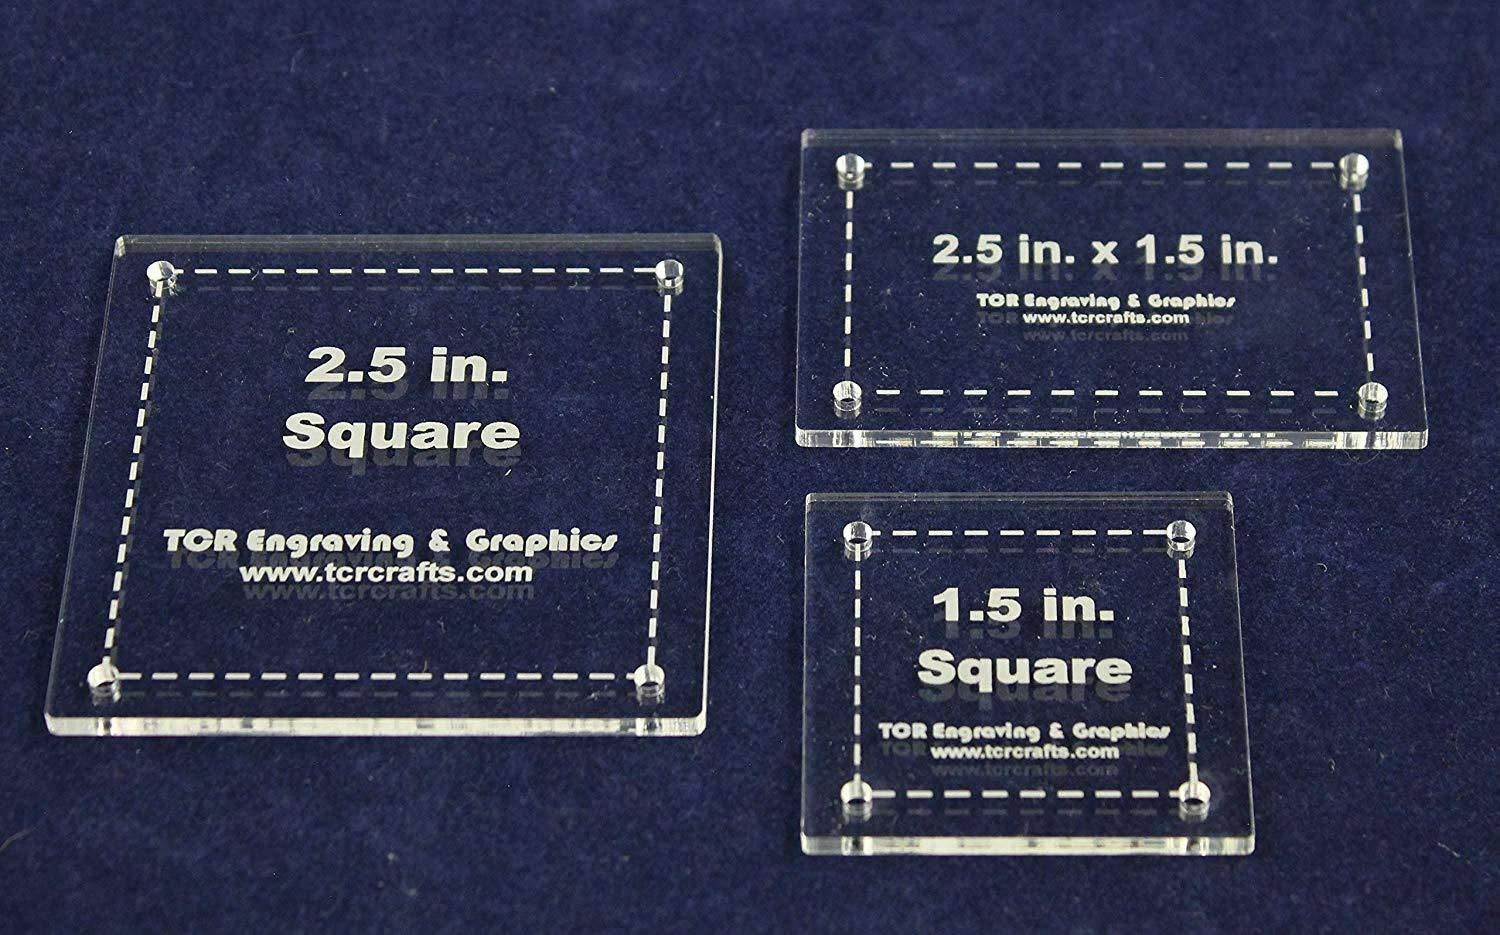 2.5 in.
Square
TCR Engraving & Graphics
www.tcrcrafts.com
2.5 in. x 1.5 in.
TCR Engraving & Graphics
www.tcrcrafts.com
1.5 in.
Square
TCR Engraving & Graphics
www.tcrcrafts.com